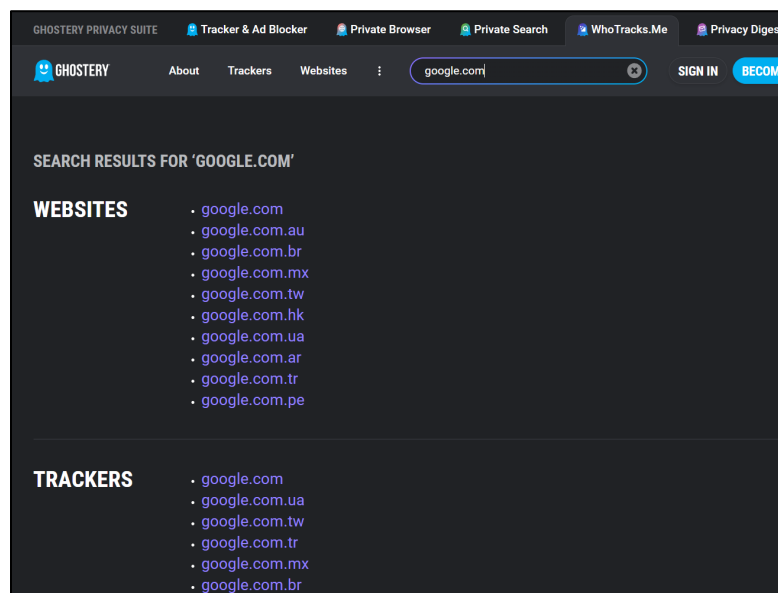 GHOSTERY PRIVACY SUITE Tracker & Ad Blocker Private Browser Private Search WhoTracks.Me Privacy Diges
GHOSTERY About Trackers Websites google.com SIGN IN BECOM
SEARCH RESULTS FOR ‘GOOGLE.COM’
WEBSITES
• google.com
• google.com.au
• google.com.br
• google.com.mx
• google.com.tw
• google.com.hk
• google.com.ua
• google.com.ar
• google.com.tr
• google.com.pe
TRACKERS
• google.com
• google.com.ua
• google.com.tw
• google.com.tr
• google.com.mx
• google.com.br